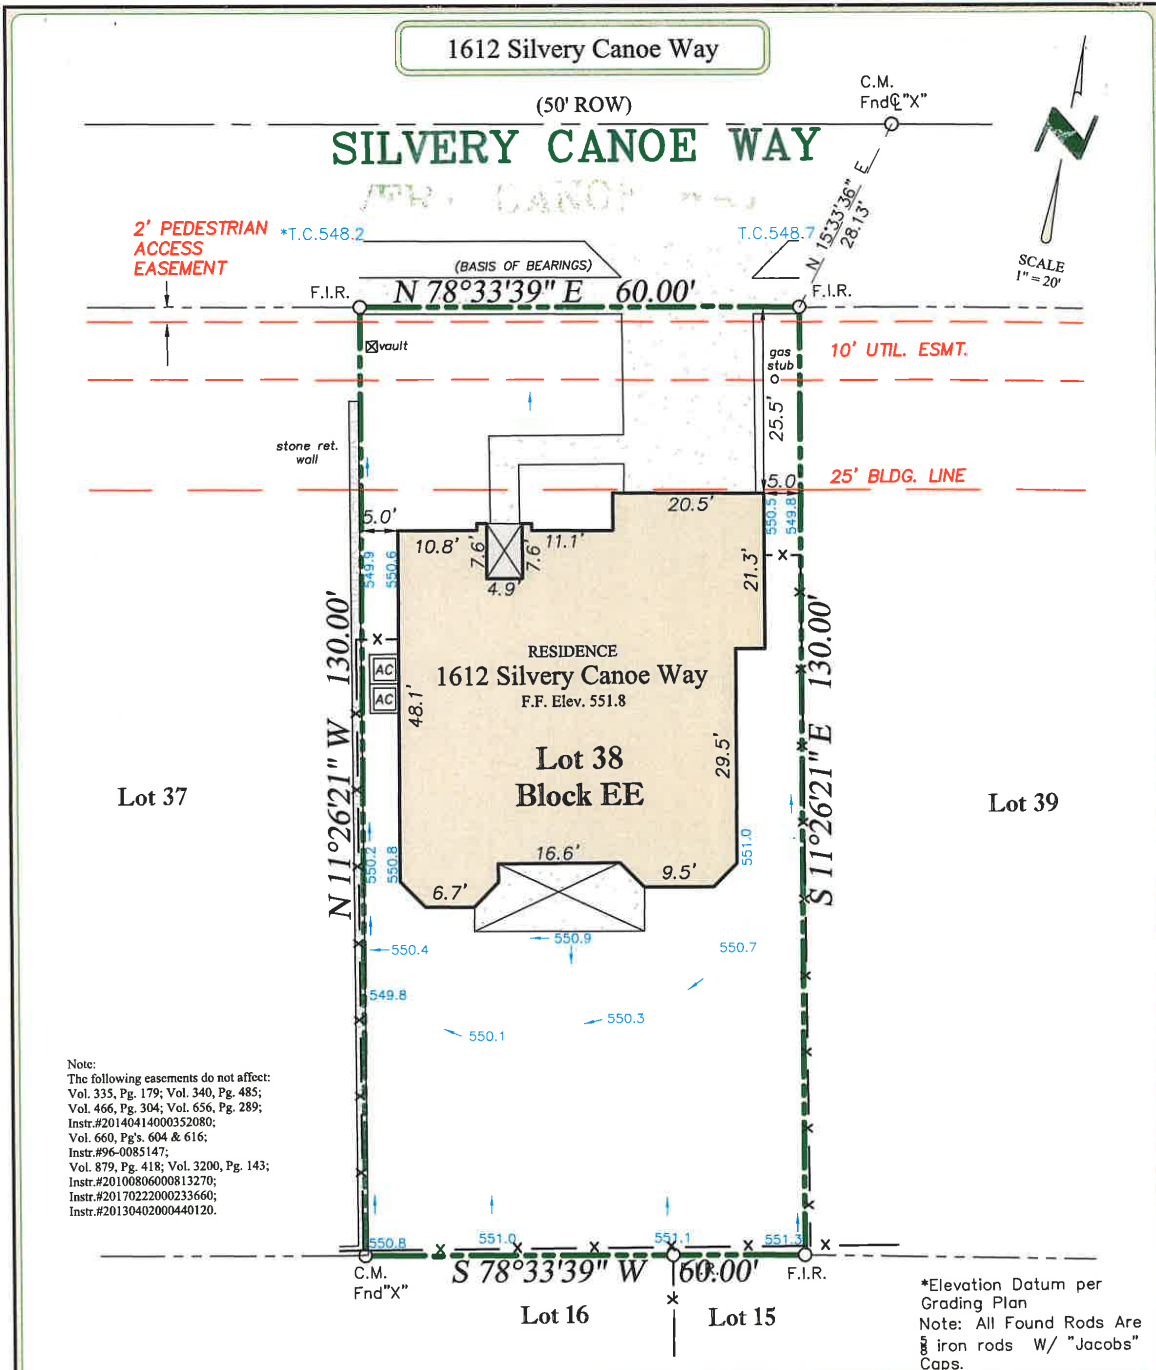 1612 Silvery Canoe Way
(50' ROW)
C.M.
Fnd℄"X"
SILVERY CANOE WAY
N 15°33'36" E
28.13'
SCALE
1" = 20'
2' PEDESTRIAN
ACCESS
EASEMENT
*T.C.548.2
T.C.548.7
(BASIS OF BEARINGS)
F.I.R.
N 78°33'39" E 60.00'
F.I.R.
vault
gas
stub
10' UTIL. ESMT.
25.5'
stone ret.
wall
25' BLDG. LINE
5.0'
20.5'
5.0
550.5
549.8
10.8'
7.6'
7.6'
11.1'
4.9'
21.3'
549.9
550.6
N 11°26'21" W 130.00'
S 11°26'21" E 130.00'
RESIDENCE
1612 Silvery Canoe Way
F.F. Elev. 551.8
AC
AC
48.1'
Lot 38
Block EE
29.5'
Lot 37
Lot 39
550.2
550.8
551.0
16.6'
6.7'
9.5'
550.4
550.9
550.7
549.8
550.1
550.3
Note:
The following easements do not affect:
Vol. 335, Pg. 179; Vol. 340, Pg. 485;
Vol. 466, Pg. 304; Vol. 656, Pg. 289;
Instr.#20140414000352080;
Vol. 660, Pg's. 604 & 616;
Instr.#96-0085147;
Vol. 879, Pg. 418; Vol. 3200, Pg. 143;
Instr.#20100806000813270;
Instr.#20170222000233660;
Instr.#20130402000440120.
550.8
551.0
551.1
551.3
C.M.
Fnd"X"
S 78°33'39" W 60.00'
F.I.R.
Lot 16
Lot 15
*Elevation Datum per
Grading Plan
Note: All Found Rods Are
5/8 iron rods W/ "Jacobs"
Caps.